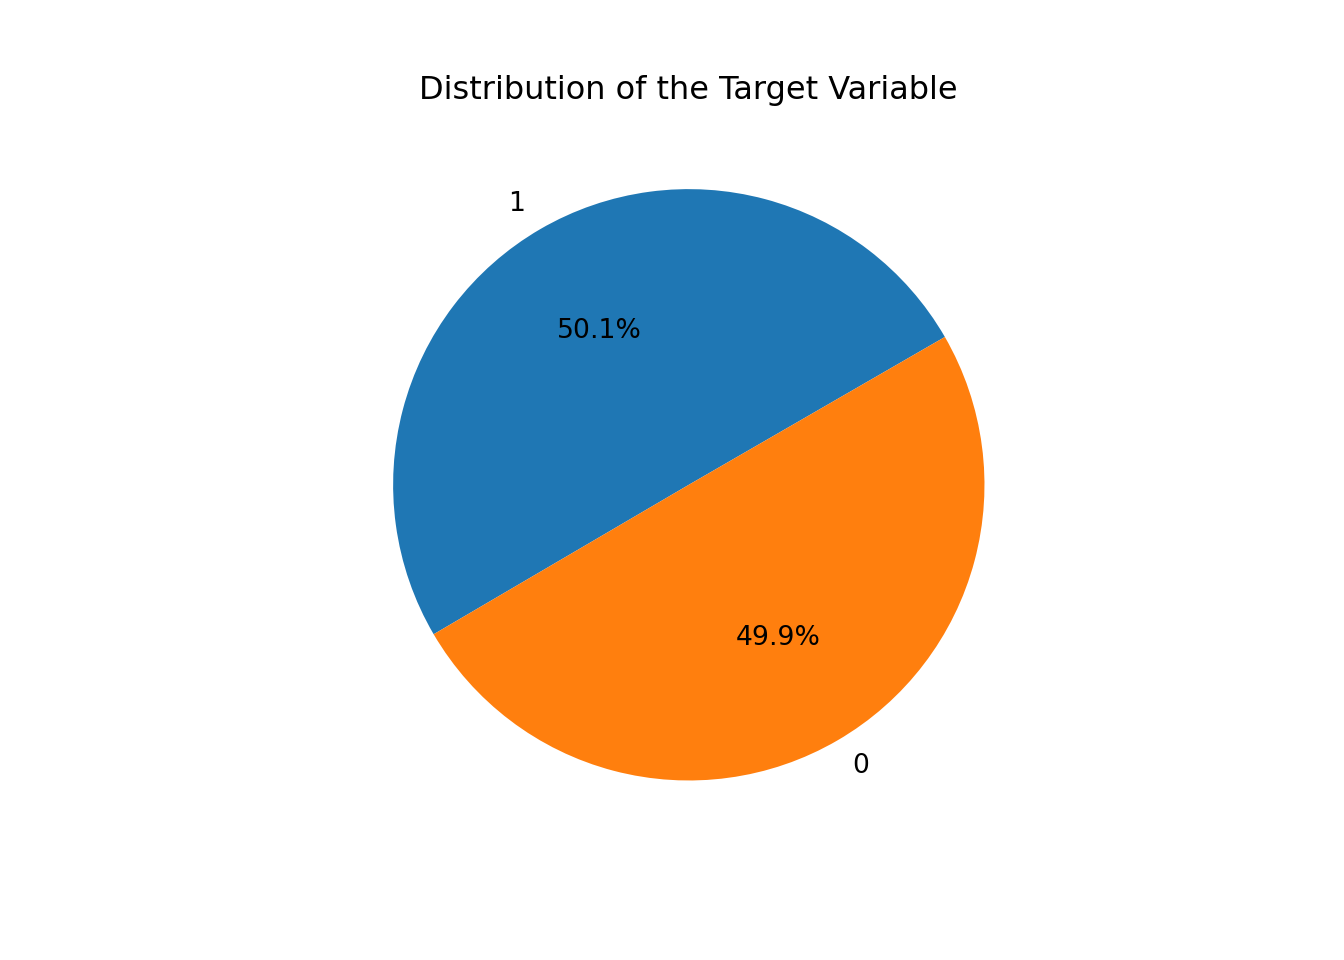 Distribution of the Target Variable
1
50.1%
49.9%
0